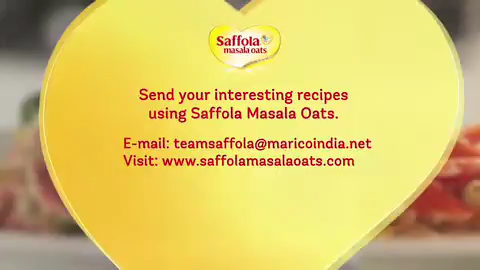 Saffola
masala oats
Send your interesting recipes
using Saffola Masala Oats.
E-mail: teamsaffola@maricoindia.net
Visit: www.saffolamasalaoats.com